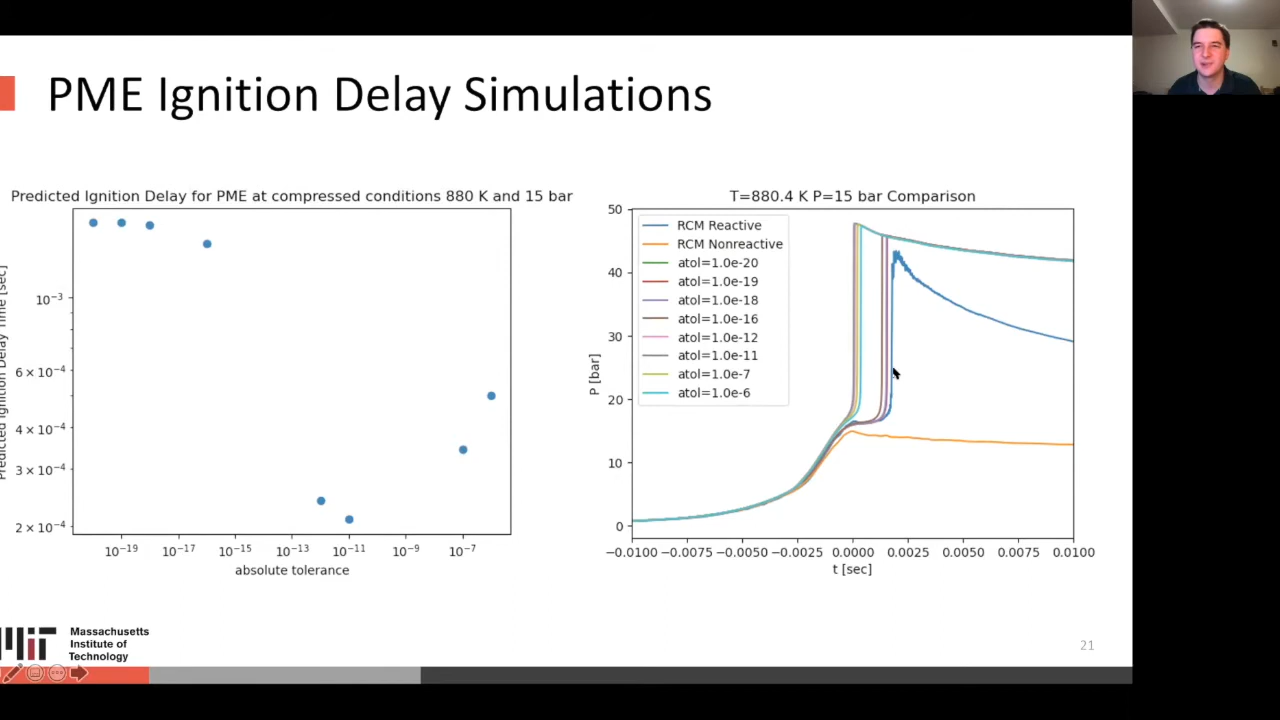 PME Ignition Delay Simulations
Predicted Ignition Delay for PME at compressed conditions 880 K and 15 bar
Predicted Ignition Delay Time [sec]
10⁻³
6 × 10⁻⁴
4 × 10⁻⁴
3 × 10⁻⁴
2 × 10⁻⁴
10⁻¹⁹ 10⁻¹⁷ 10⁻¹⁵ 10⁻¹³ 10⁻¹¹ 10⁻⁹ 10⁻⁷
absolute tolerance
T=880.4 K P=15 bar Comparison
P [bar]
50
40
30
20
10
0
RCM Reactive
RCM Nonreactive
atol=1.0e-20
atol=1.0e-19
atol=1.0e-18
atol=1.0e-16
atol=1.0e-12
atol=1.0e-11
atol=1.0e-7
atol=1.0e-6
−0.0100 −0.0075 −0.0050 −0.0025 0.0000 0.0025 0.0050 0.0075 0.0100
t [sec]
MIT
Massachusetts
Institute of
Technology
21